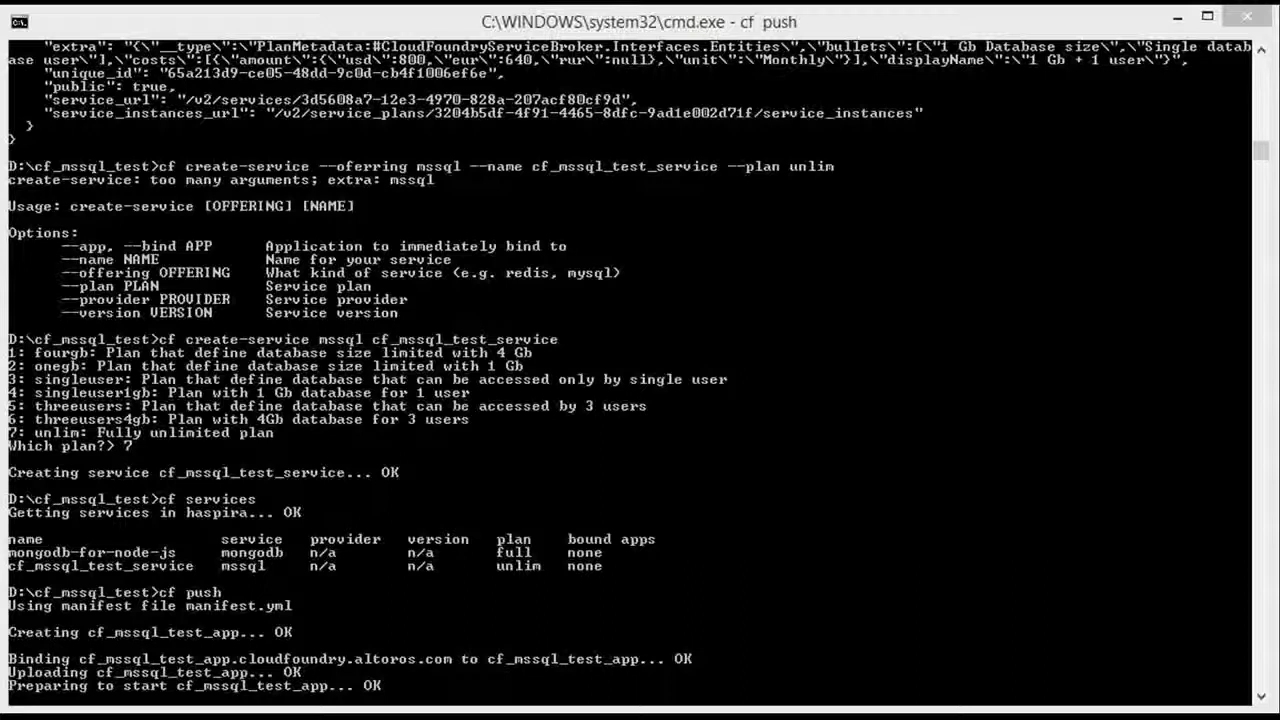 C:\WINDOWS\system32\cmd.exe - cf  push
"extra": "{\"__type\":\"PlanMetadata:#CloudFoundryServiceBroker.Interfaces.Entities\",\"bullets\":[\"1 Gb Database size\",\"Single datab
ase user\"],\"costs\":[{\"amount\":{\"usd\":800,\"eur\":640,\"rur\":null},\"unit\":\"Monthly\"}],\"displayName\":\"1 Gb + 1 user\"}",
"unique_id": "65a213d9-ce05-48dd-9c0d-cb4f1006ef6e",
"public": true,
"service_url": "/v2/services/3d5608a7-12e3-4970-828a-207acf80cf9d",
"service_instances_url": "/v2/service_plans/3204b5df-4f91-4465-8dfc-9ad1e002d71f/service_instances"
}
}
D:\cf_mssql_test>cf create-service --oferring mssql --name cf_mssql_test_service --plan unlim
create-service: too many arguments; extra: mssql
Usage: create-service [OFFERING] [NAME]
Options:
--app, --bind APP      Application to immediately bind to
--name NAME            Name for your service
--offering OFFERING    What kind of service (e.g. redis, mysql)
--plan PLAN            Service plan
--provider PROVIDER    Service provider
--version VERSION      Service version
D:\cf_mssql_test>cf create-service mssql cf_mssql_test_service
1: fourgb: Plan that define database size limited with 4 Gb
2: onegb: Plan that define database size limited with 1 Gb
3: singleuser: Plan that define database that can be accessed only by single user
4: singleuser1gb: Plan with 1 Gb database for 1 user
5: threeusers: Plan that define database that can be accessed by 3 users
6: threeusers4gb: Plan with 4Gb database for 3 users
7: unlim: Fully unlimited plan
Which plan?> 7
Creating service cf_mssql_test_service... OK
D:\cf_mssql_test>cf services
Getting services in haspira... OK
name                    service   provider   version   plan    bound apps
mongodb-for-node-js     mongodb   n/a        n/a       full    none
cf_mssql_test_service   mssql     n/a        n/a       unlim   none
D:\cf_mssql_test>cf push
Using manifest file manifest.yml
Creating cf_mssql_test_app... OK
Binding cf_mssql_test_app.cloudfoundry.altoros.com to cf_mssql_test_app... OK
Uploading cf_mssql_test_app... OK
Preparing to start cf_mssql_test_app... OK